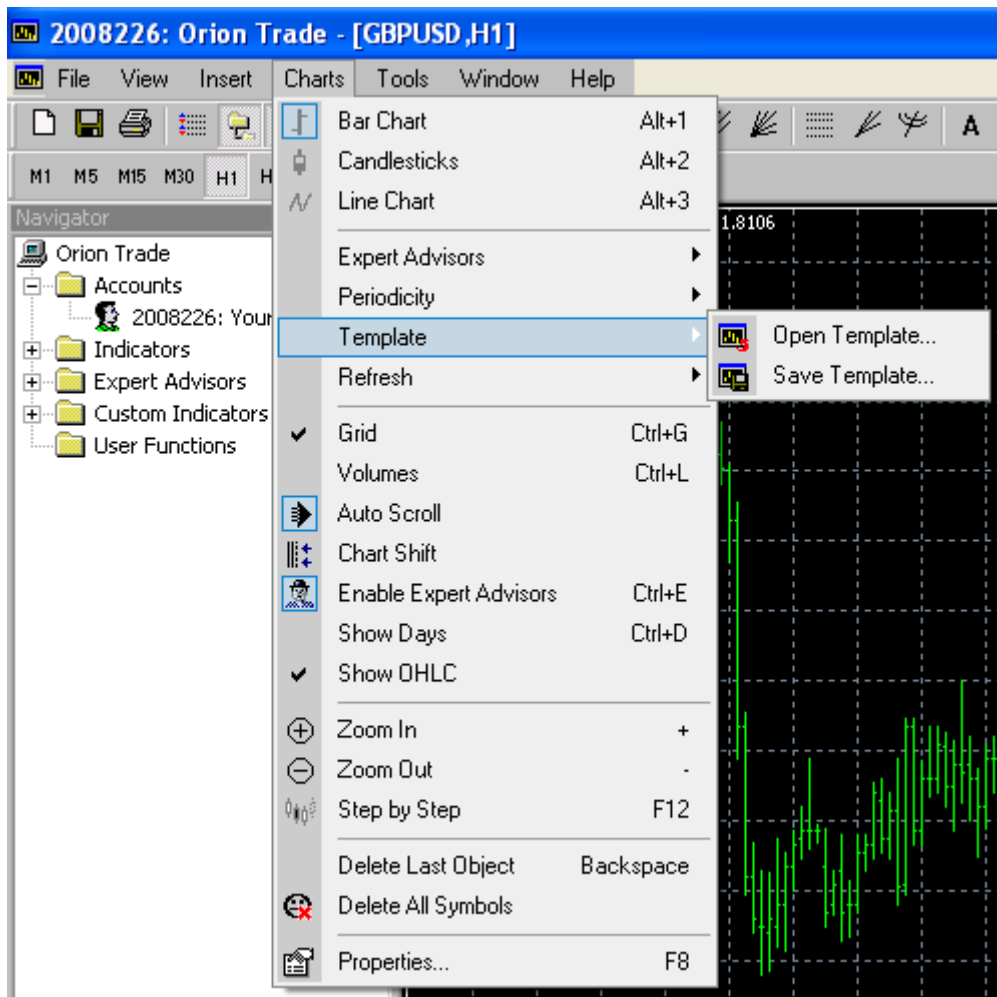 2008226: Orion Trade - [GBPUSD,H1]
File View Insert Charts Tools Window Help
A
M1 M5 M15 M30 H1 H
Navigator
Orion Trade
Accounts
2008226: Your
Indicators
Expert Advisors
Custom Indicators
User Functions
Bar Chart Alt+1
Candlesticks Alt+2
Line Chart Alt+3
Expert Advisors
Periodicity
Template
Refresh
Grid Ctrl+G
Volumes Ctrl+L
Auto Scroll
Chart Shift
Enable Expert Advisors Ctrl+E
Show Days Ctrl+D
Show OHLC
Zoom In +
Zoom Out -
Step by Step F12
Delete Last Object Backspace
Delete All Symbols
Properties... F8
1.8106
Open Template...
Save Template...